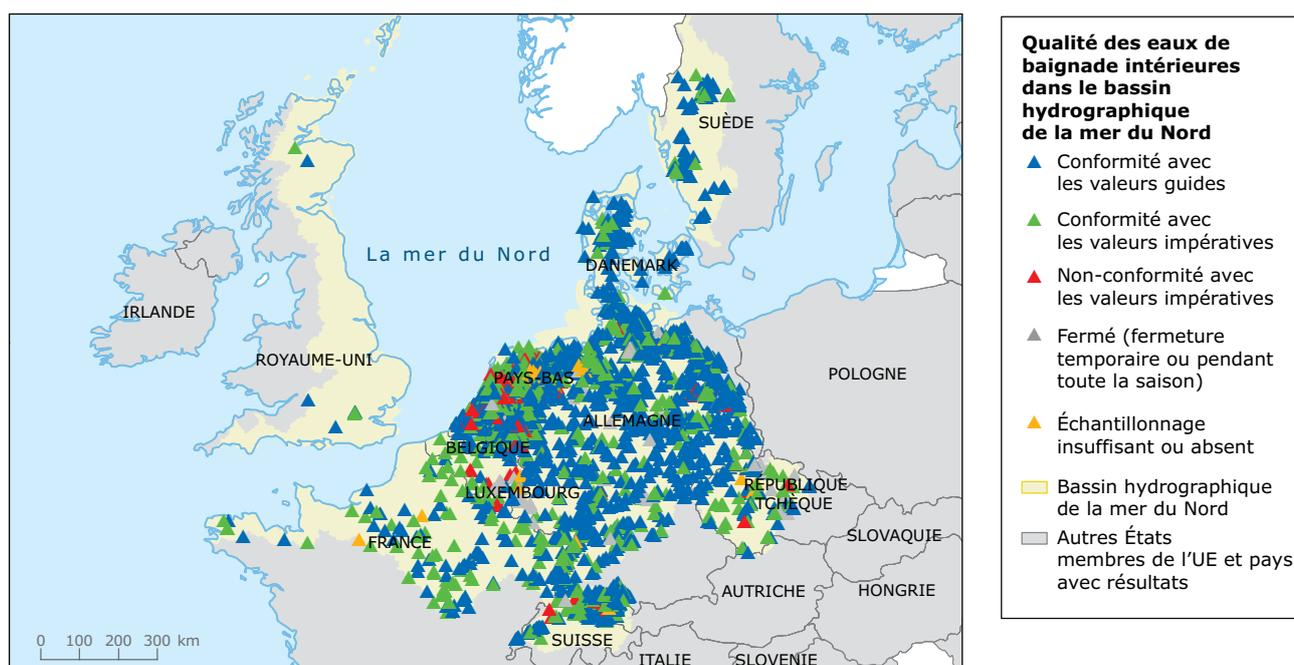 SUÈDE
La mer du Nord
DANEMARK
IRLANDE
ROYAUME-UNI
PAYS-BAS
POLOGNE
ALLEMAGNE
BELGIQUE
LUXEMBOURG
RÉPUBLIQUE
TCHÈQUE
FRANCE
SLOVAQUIE
AUTRICHE
HONGRIE
SUISSE
ITALIE
SLOVENIE
0 100 200 300 km
Qualité des eaux de
baignade intérieures
dans le bassin
hydrographique
de la mer du Nord
Conformité avec
les valeurs guides
Conformité avec
les valeurs impératives
Non-conformité avec
les valeurs impératives
Fermé (fermeture
temporaire ou pendant
toute la saison)
Échantillonnage
insuffisant ou absent
Bassin hydrographique
de la mer du Nord
Autres États
membres de l’UE et pays
avec résultats